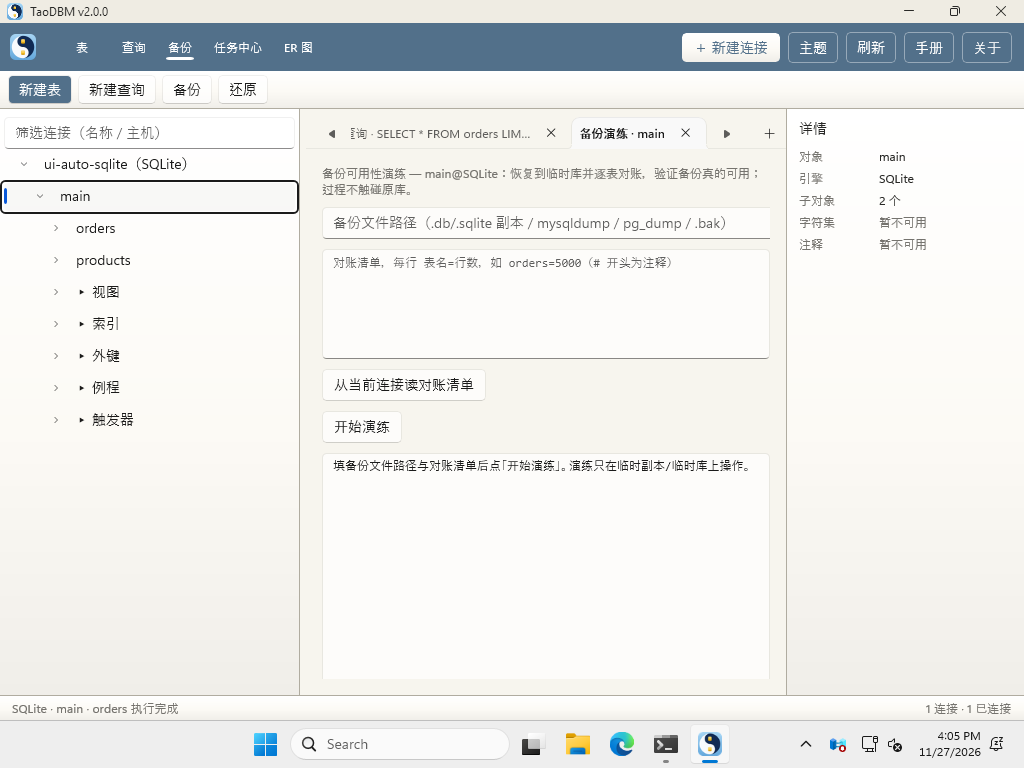 TaoDBM v2.0.0
表
查询
备份
任务中心
ER 图
+ 新建连接
主题
刷新
手册
关于
新建表
新建查询
备份
还原
筛选连接（名称 / 主机）
ui-auto-sqlite（SQLite）
main
orders
products
视图
索引
外键
例程
触发器
询 · SELECT * FROM orders LIM...
备份演练 · main
备份可用性演练 — main@SQLite：恢复到临时库并逐表对账，验证备份真的可用；
过程不触碰原库。
备份文件路径（.db/.sqlite 副本 / mysqldump / pg_dump / .bak）
对账清单，每行 表名=行数，如 orders=5000（# 开头为注释）
从当前连接读对账清单
开始演练
填备份文件路径与对账清单后点「开始演练」。演练只在临时副本/临时库上操作。
详情
对象 main
引擎 SQLite
子对象 2 个
字符集 暂不可用
注释 暂不可用
SQLite · main · orders 执行完成
1 连接 · 1 已连接
Search
4:05 PM
11/27/2026